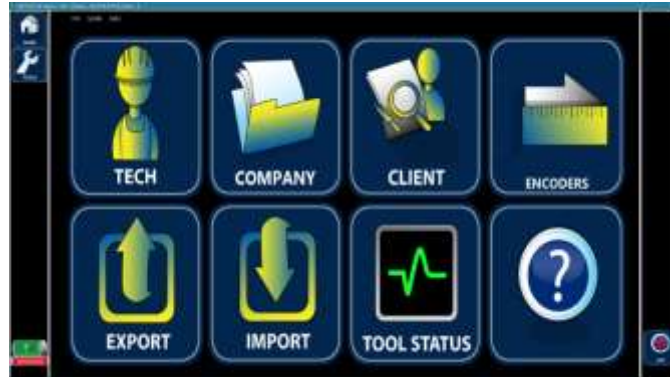 TECH
COMPANY
CLIENT
ENCODERS
EXPORT
IMPORT
TOOL STATUS
?